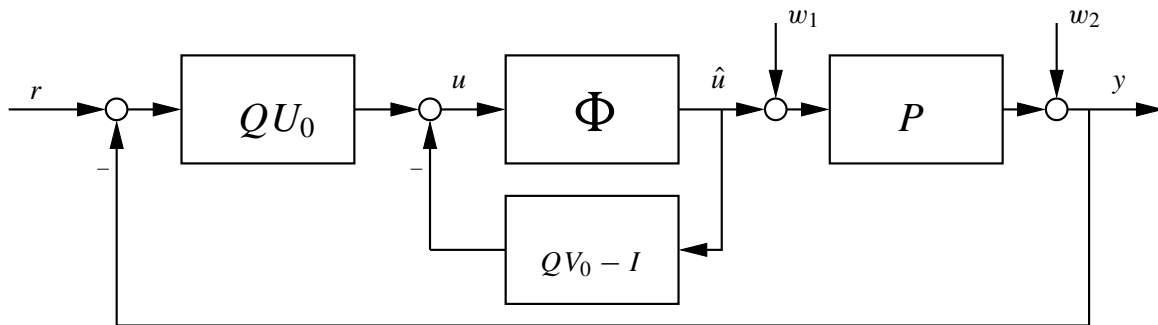 w₁
w₂
r
QU₀
u
Φ
û
P
y
–
–
QV₀ − I